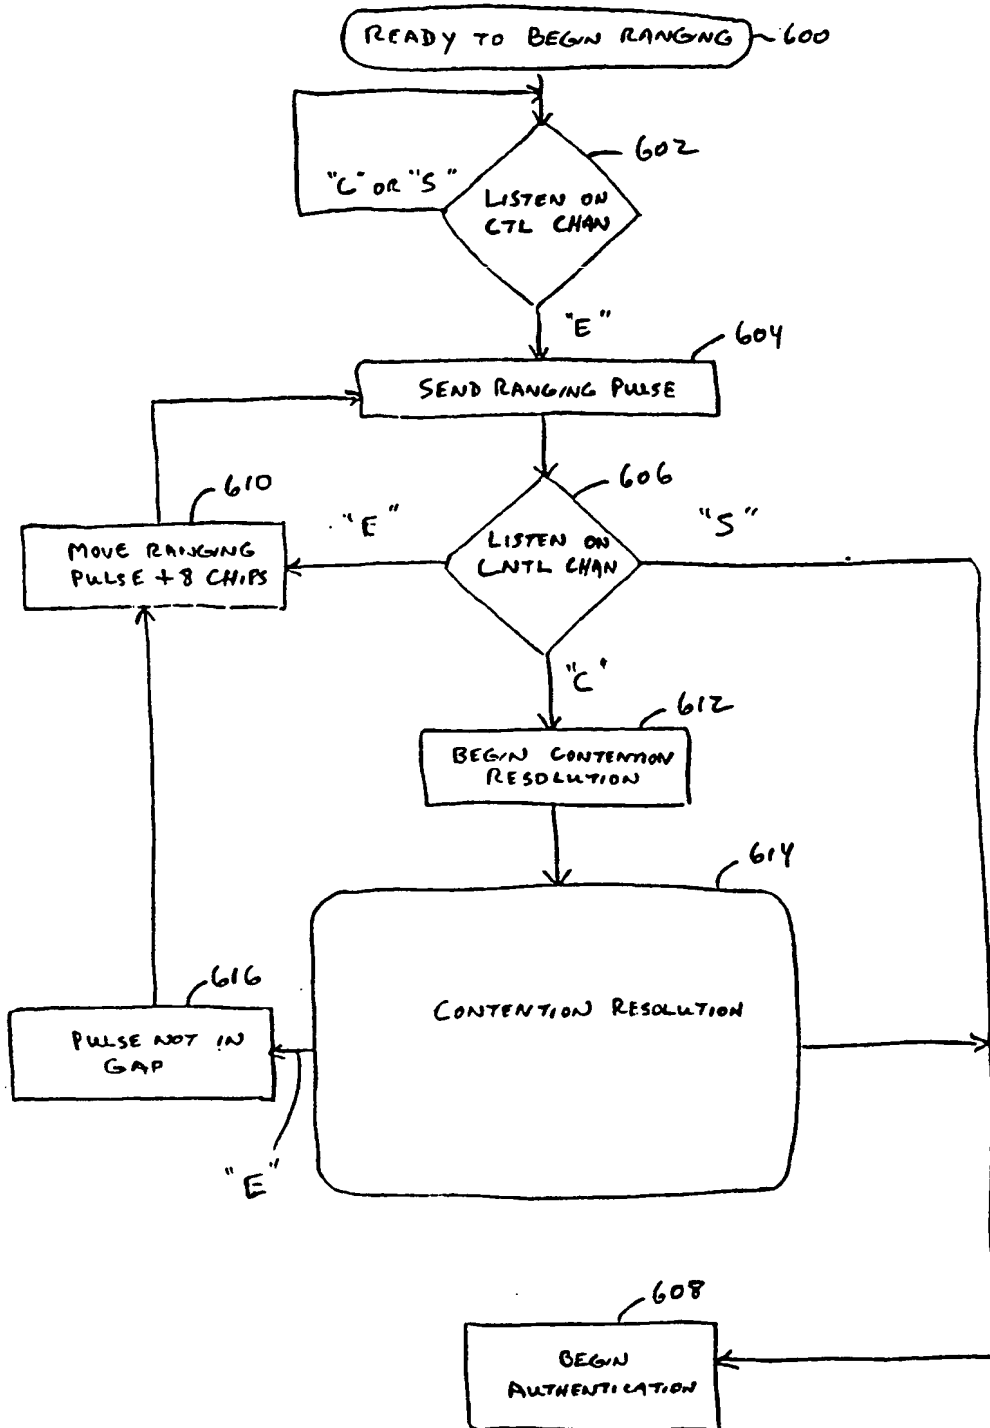 READY TO BEGIN RANGING
600
602
"C" OR "S"
LISTEN ON
CTL CHAN
"E"
604
SEND RANGING PULSE
606
610
"E"
"S"
MOVE RANGING
PULSE + 8 CHIPS
LISTEN ON
CNTL CHAN
"C"
612
BEGIN CONTENTION
RESOLUTION
614
616
CONTENTION RESOLUTION
PULSE NOT IN
GAP
"E"
608
BEGIN
AUTHENTICATION